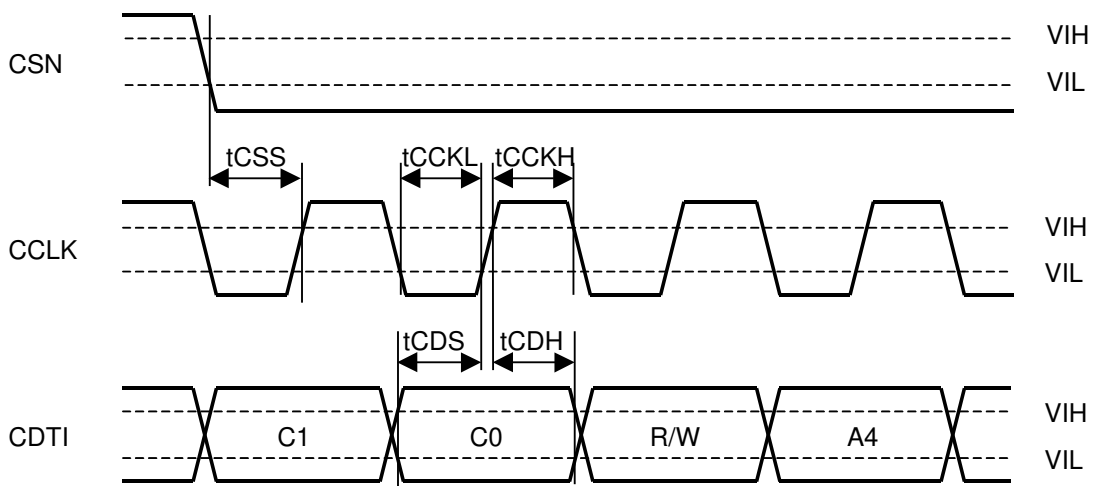 CSN
VIH
VIL
tCSS
tCCKL
tCCKH
CCLK
VIH
VIL
tCDS
tCDH
CDTI
C1
C0
R/W
A4
VIH
VIL